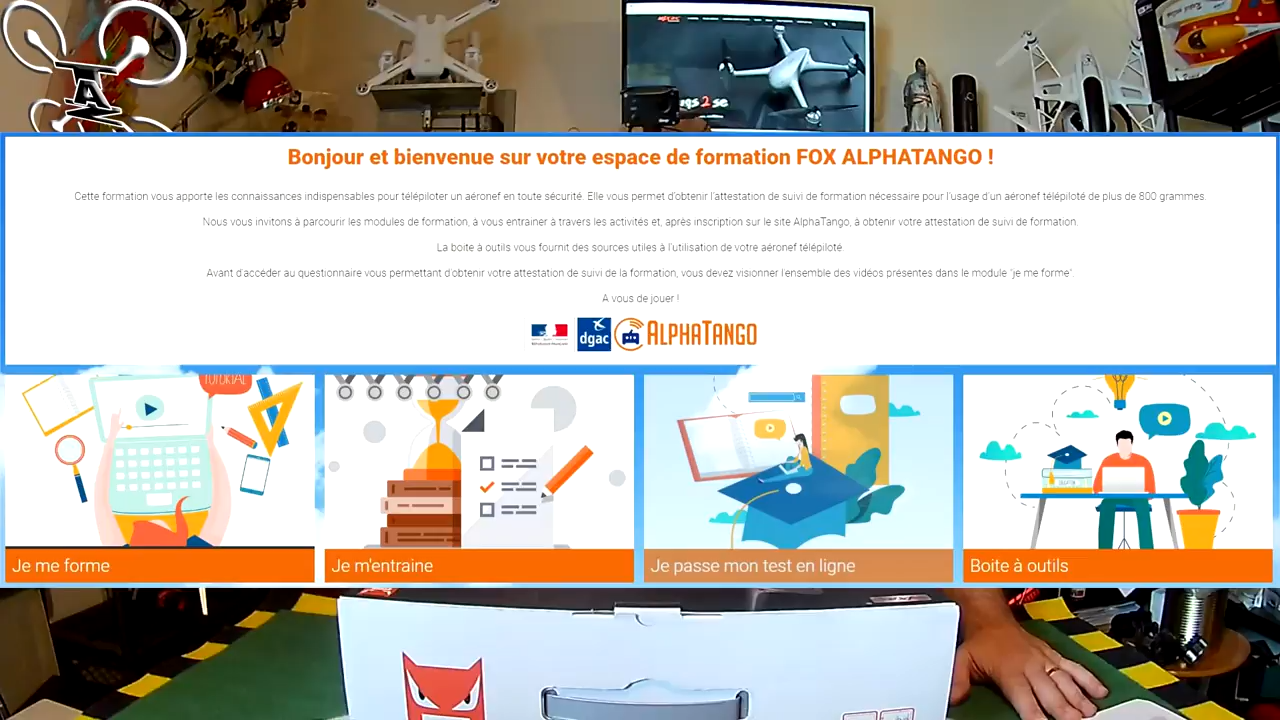 Bonjour et bienvenue sur votre espace de formation FOX ALPHATANGO !
Cette formation vous apporte les connaissances indispensables pour télépiloter un aéronef en toute sécurité. Elle vous permet d'obtenir l'attestation de suivi de formation nécessaire pour l'usage d'un aéronef télépiloté de plus de 800 grammes.
Nous vous invitons à parcourir les modules de formation, à vous entrainer à travers les activités et, après inscription sur le site AlphaTango, à obtenir votre attestation de suivi de formation.
La boite à outils vous fournit des sources utiles à l'utilisation de votre aéronef télépiloté.
Avant d'accéder au questionnaire vous permettant d'obtenir votre attestation de suivi de la formation, vous devez visionner l'ensemble des vidéos présentes dans le module "je me forme".
A vous de jouer !
dgac ALPHATANGO
TUTORIAL
Je me forme
Je m'entraine
Je passe mon test en ligne
Boite à outils